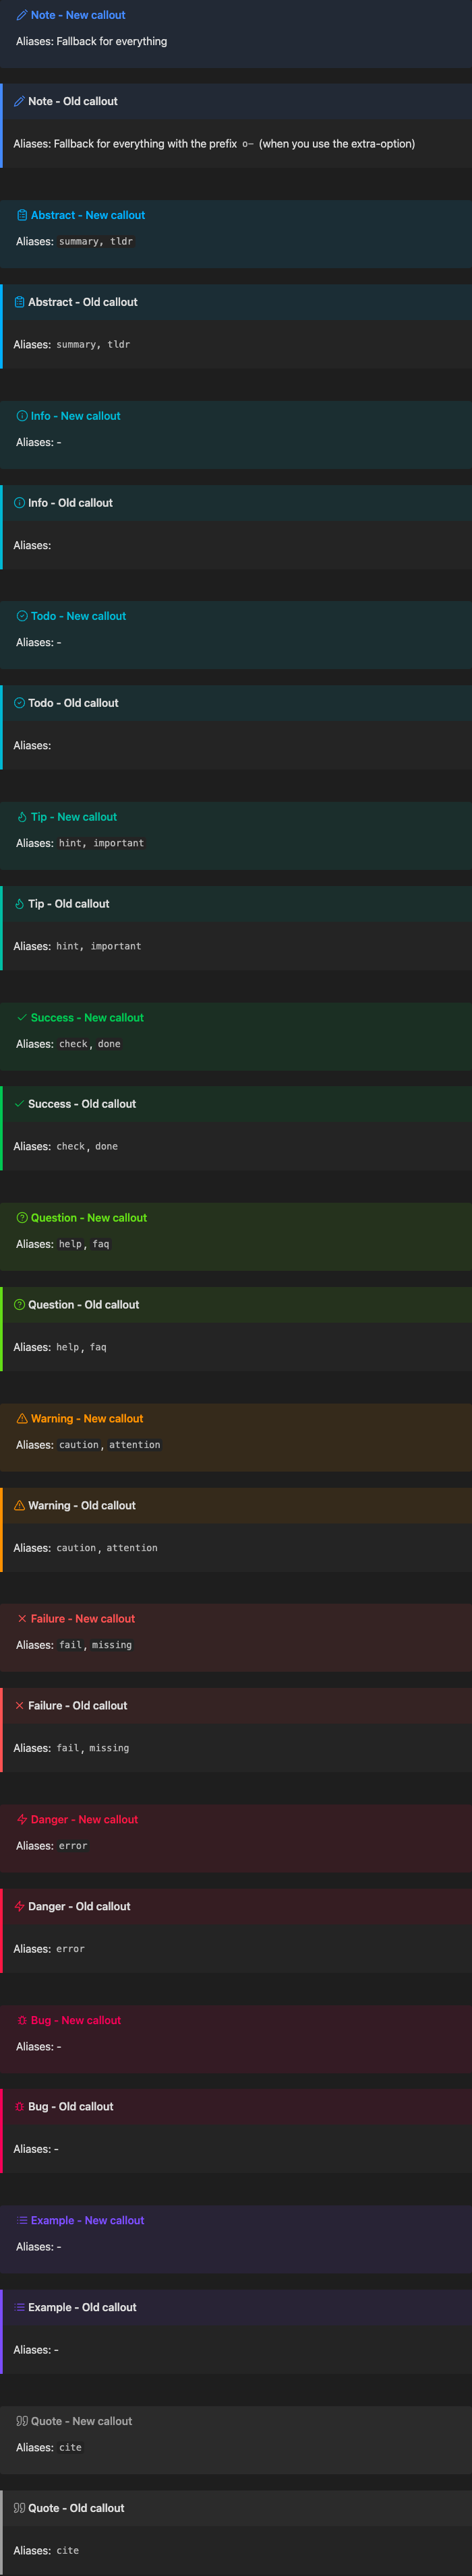 Note - New callout
Aliases: Fallback for everything
Note - Old callout
Aliases: Fallback for everything with the prefix o- (when you use the extra-option)
Abstract - New callout
Aliases: summary, tldr
Abstract - Old callout
Aliases: summary, tldr
Info - New callout
Aliases: -
Info - Old callout
Aliases:
Todo - New callout
Aliases: -
Todo - Old callout
Aliases:
Tip - New callout
Aliases: hint, important
Tip - Old callout
Aliases: hint, important
Success - New callout
Aliases: check, done
Success - Old callout
Aliases: check, done
Question - New callout
Aliases: help, faq
Question - Old callout
Aliases: help, faq
Warning - New callout
Aliases: caution, attention
Warning - Old callout
Aliases: caution, attention
Failure - New callout
Aliases: fail, missing
Failure - Old callout
Aliases: fail, missing
Danger - New callout
Aliases: error
Danger - Old callout
Aliases: error
Bug - New callout
Aliases: -
Bug - Old callout
Aliases: -
Example - New callout
Aliases: -
Example - Old callout
Aliases: -
Quote - New callout
Aliases: cite
Quote - Old callout
Aliases: cite